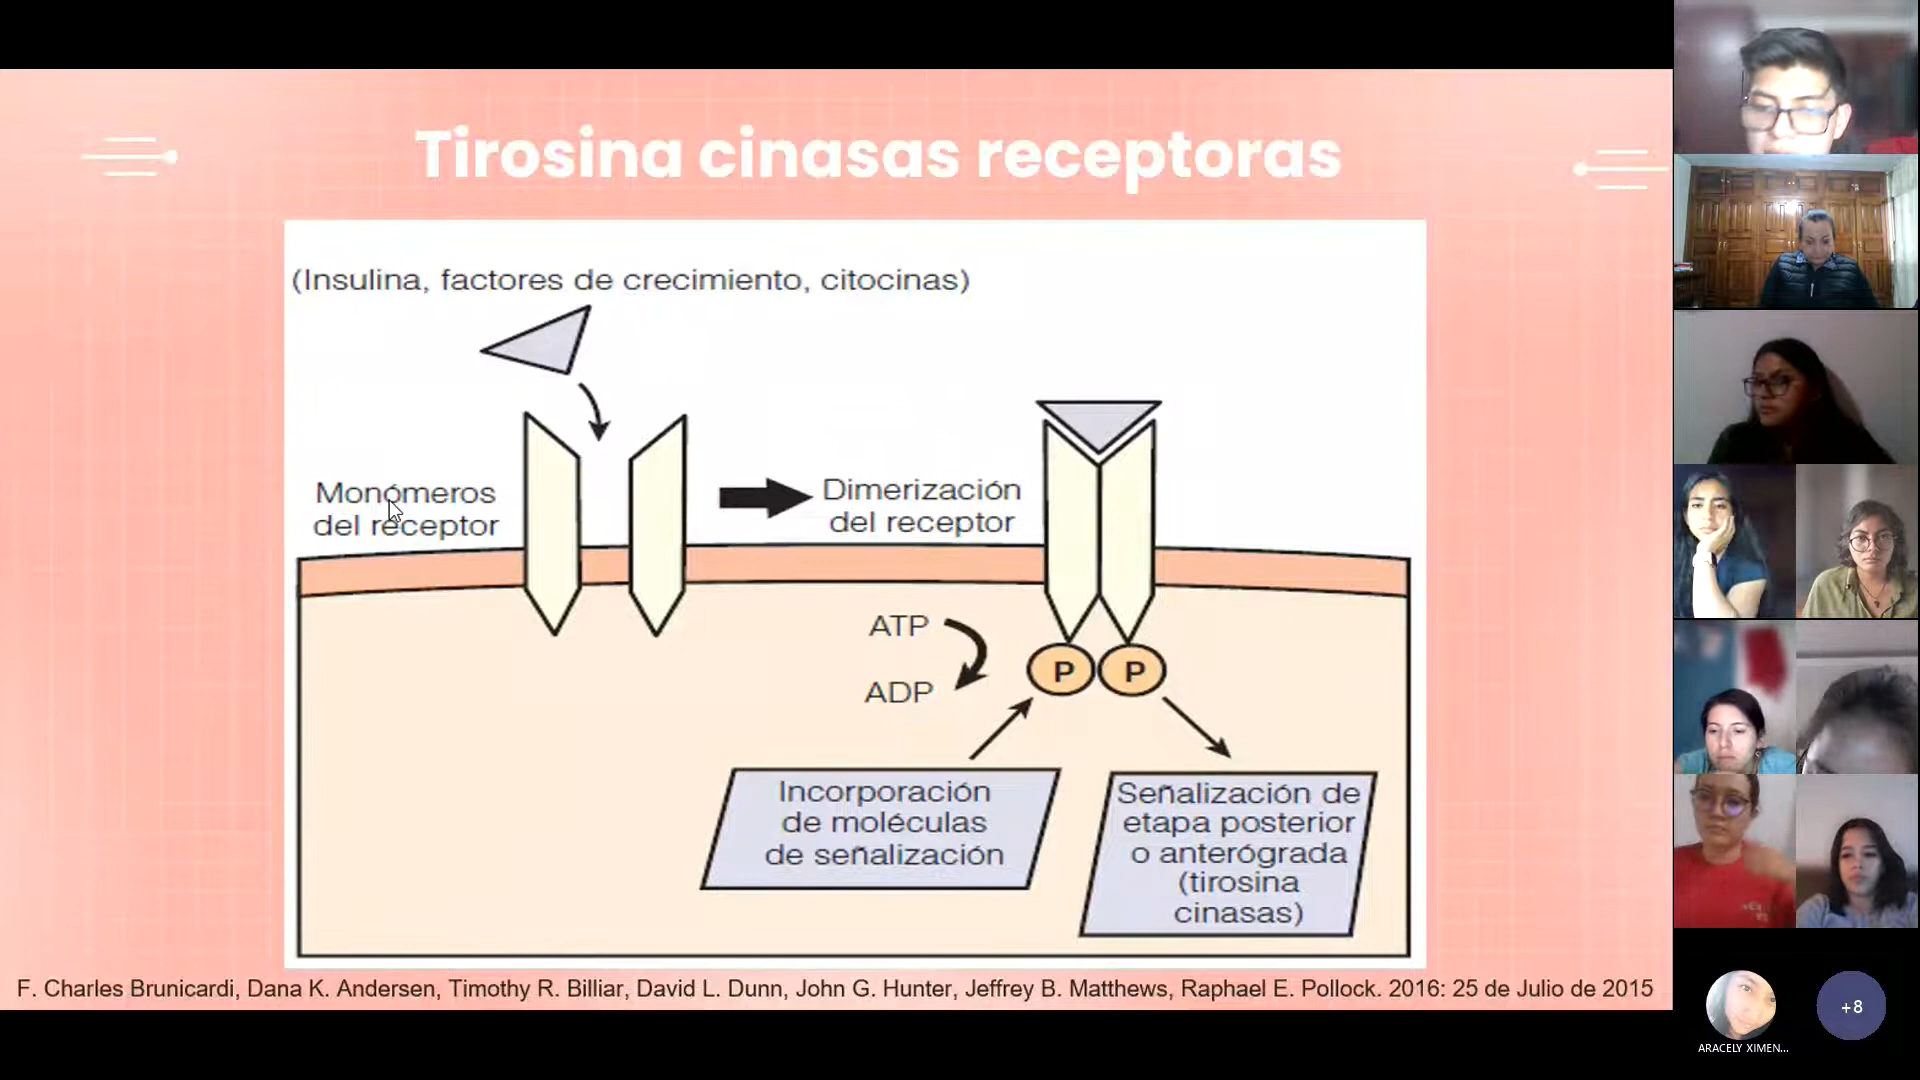 Tirosina cinasas receptoras
(Insulina, factores de crecimiento, citocinas)
Monómeros
del receptor
Dimerización
del receptor
ATP
ADP
P P
Incorporación
de moléculas
de señalización
Señalización de
etapa posterior
o anterógrada
(tirosina
cinasas)
F. Charles Brunicardi, Dana K. Andersen, Timothy R. Billiar, David L. Dunn, John G. Hunter, Jeffrey B. Matthews, Raphael E. Pollock. 2016: 25 de Julio de 2015
+8
ARACELY XIMEN...